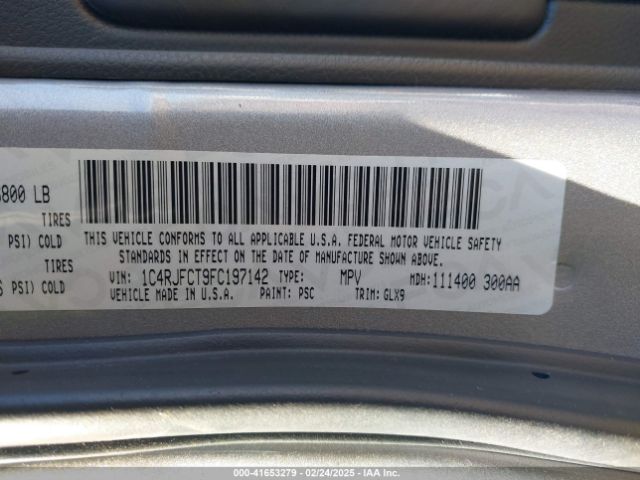 800 LB
TIRES
PSI) COLD
TIRES
PSI) COLD
THIS VEHICLE CONFORMS TO ALL APPLICABLE U.S.A. FEDERAL MOTOR VEHICLE SAFETY
STANDARDS IN EFFECT ON THE DATE OF MANUFACTURE SHOWN ABOVE.
VIN: 1C4RJFCT9FC197142 TYPE: MPV MDH:111400 300AA
VEHICLE MADE IN U.S.A. PAINT: PSC TRIM: GLX9
000-41653279 - 02/24/2025 - IAA Inc.